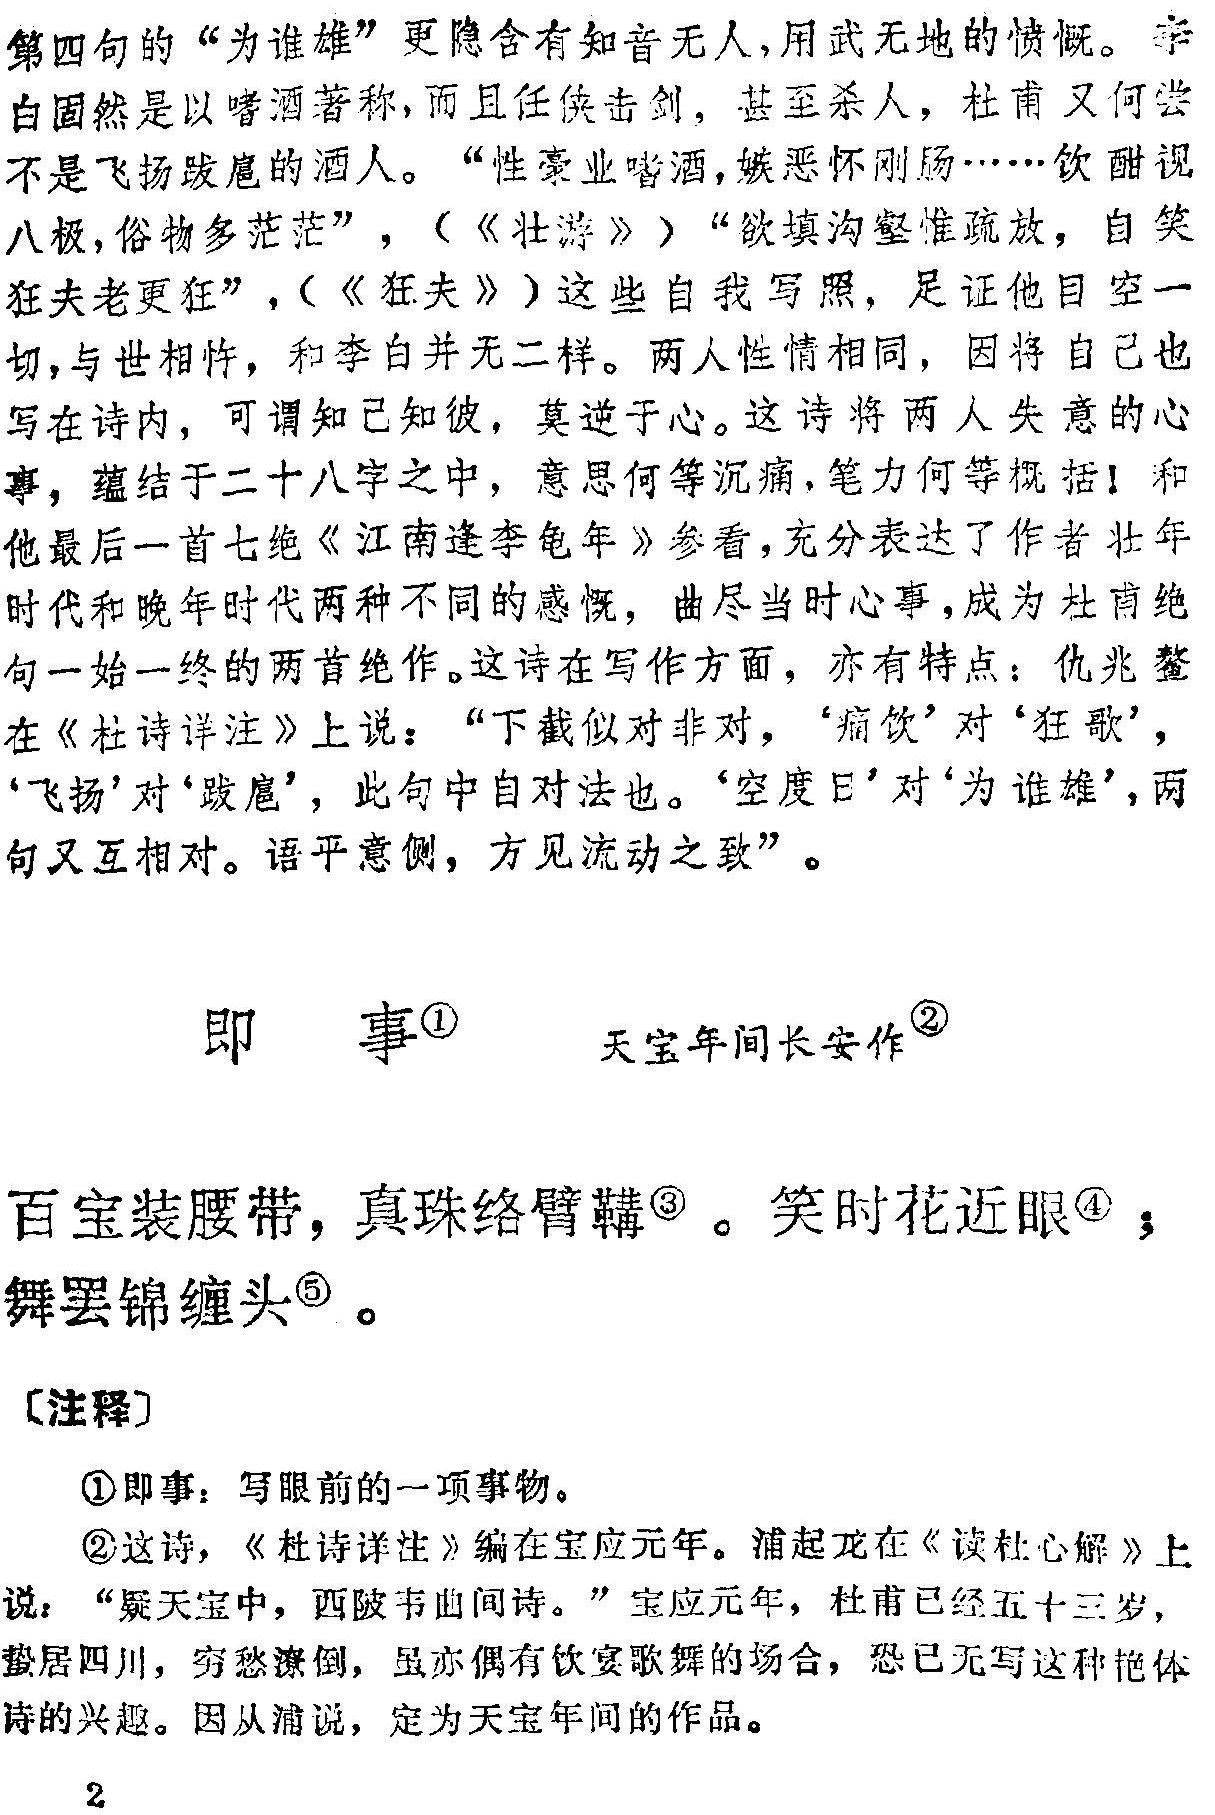 第四句的“为谁雄”更隐含有知音无人,用武无地的愤慨。李
白固然是以嗜酒著称,而且任侠击剑，甚至杀人，杜甫又何尝
不是飞扬跋扈的酒人。“性豪业嗜酒,嫉恶怀刚肠……饮酣视
八极,俗物多茫茫”，（《壮游》）“欲填沟壑惟疏放，自笑
狂夫老更狂”,（《狂夫》）这些自我写照，足证他目空一
切,与世相忤，和李白并无二样。两人性情相同，因将自己也
写在诗内，可谓知己知彼，莫逆于心。这诗将两人失意的心
事，蕴结于二十八字之中，意思何等沉痛,笔力何等概括！和
他最后一首七绝《江南逢李龟年》参看,充分表达了作者壮年
时代和晚年时代两种不同的感慨，曲尽当时心事,成为杜甫绝
句一始一终的两首绝作。这诗在写作方面，亦有特点：仇兆鳌
在《杜诗详注》上说：“下截似对非对，‘痛饮’对‘狂歌’，
‘飞扬’对‘跋扈’，此句中自对法也。‘空度日’对‘为谁雄’,两
句又互相对。语平意侧，方见流动之致”。
即　事① 天宝年间长安作②
百宝装腰带，真珠络臂鞲③。笑时花近眼④；
舞罢锦缠头⑤。
〔注释〕
①即事：写眼前的一项事物。
②这诗，《杜诗详注》编在宝应元年。浦起龙在《读杜心解》上
说：“疑天宝中，西陂韦曲间诗。”宝应元年，杜甫已经五十三岁，
蛰居四川，穷愁潦倒，虽亦偶有饮宴歌舞的场合，恐已无写这种艳体
诗的兴趣。因从浦说，定为天宝年间的作品。
2